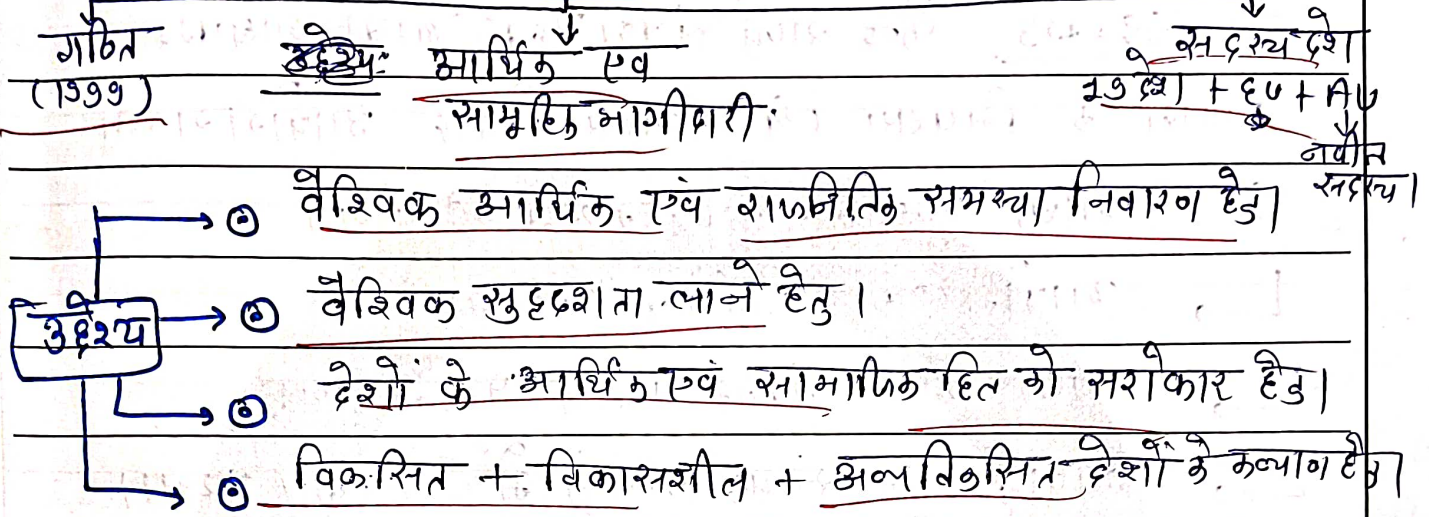 गठित
(1999)
आर्थिक एवं
सामूहिक भागीदारी
सदस्य देश।
19 देश। + EU + AU
नवीन
सदस्य।
वैश्विक आर्थिक एवं राजनितिक समस्या निवारण हेतु।
उद्देश्य
वैश्विक सुदृढ़ता लाने हेतु।
देशों के आर्थिक एवं सामाजिक हित को सरोकार हेतु।
विकसित + विकासशील + अल्पविकसित देशों के कल्याण हेतु।